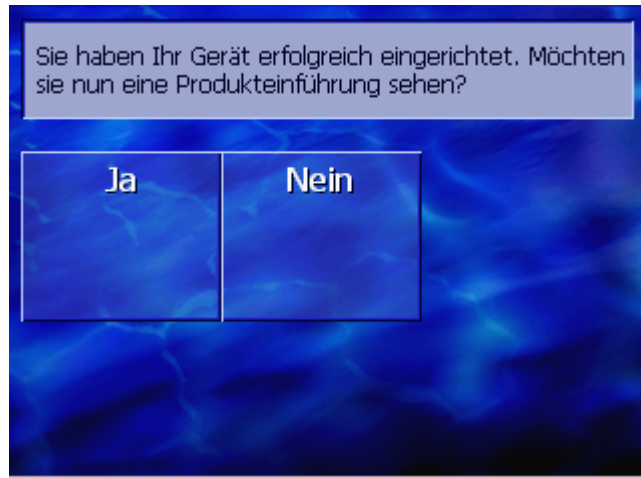 Sie haben Ihr Gerät erfolgreich eingerichtet. Möchten
sie nun eine Produkteinführung sehen?
Ja
Nein